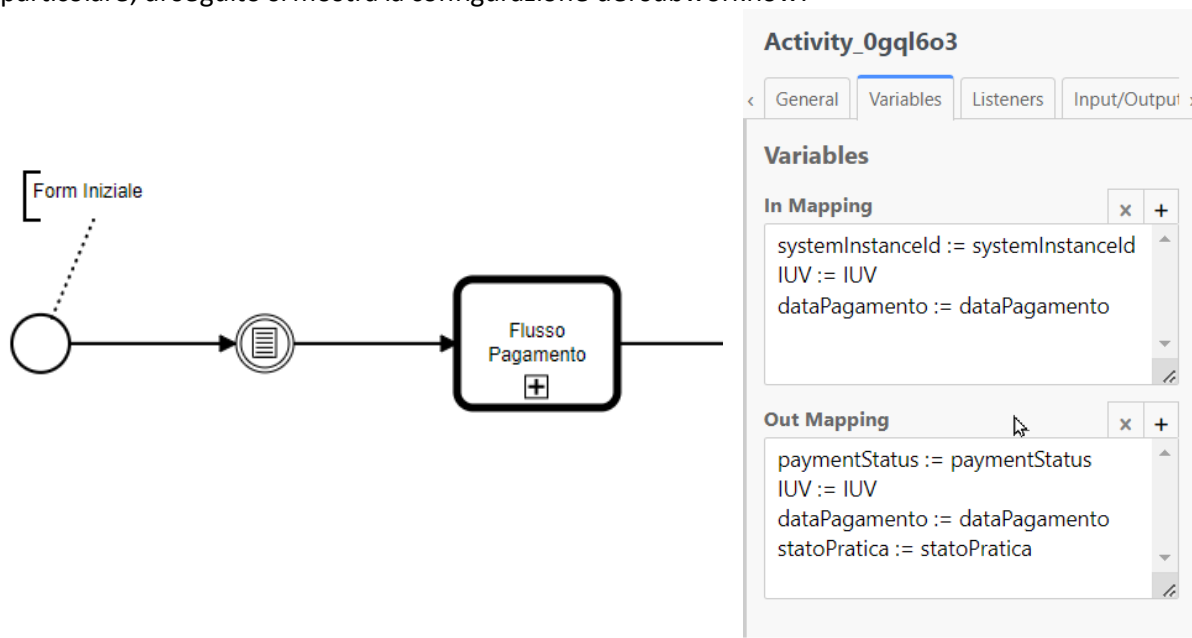 Form Iniziale
Flusso
Pagamento
Activity_0gql6o3
General
Variables
Listeners
Input/Output
Variables
In Mapping
systemInstanceId := systemInstanceId
IUV := IUV
dataPagamento := dataPagamento
Out Mapping
paymentStatus := paymentStatus
IUV := IUV
dataPagamento := dataPagamento
statoPratica := statoPratica